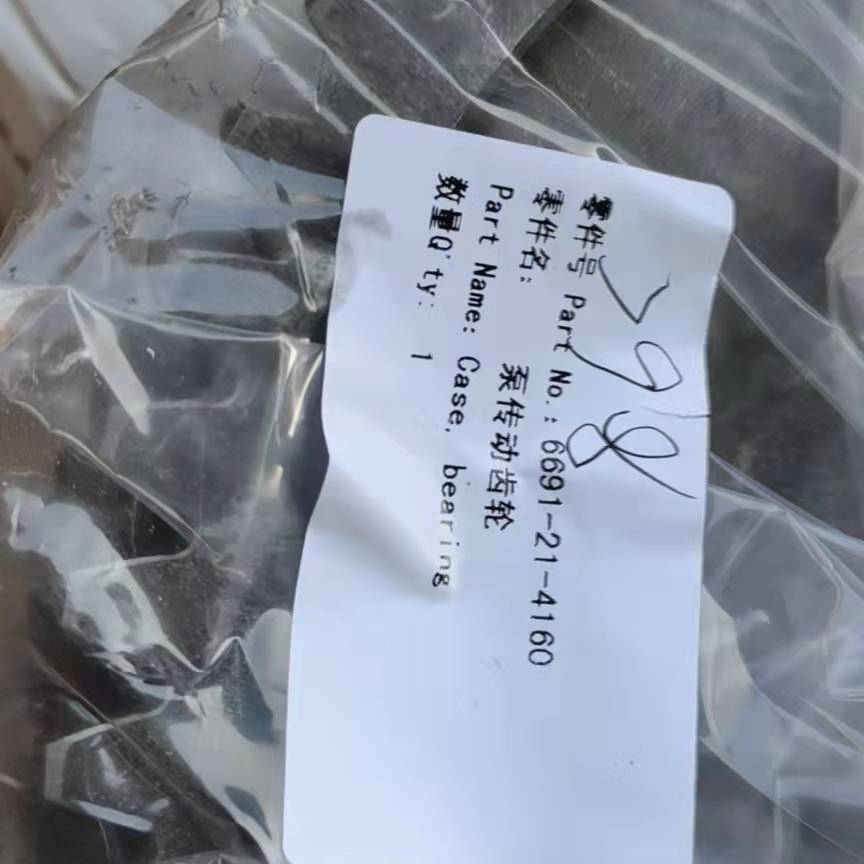 零件号 Part No.: 6691-21-4160
零件名: 泵传动齿轮
Part Name: Case, bearing
数量Q'ty: 1
798